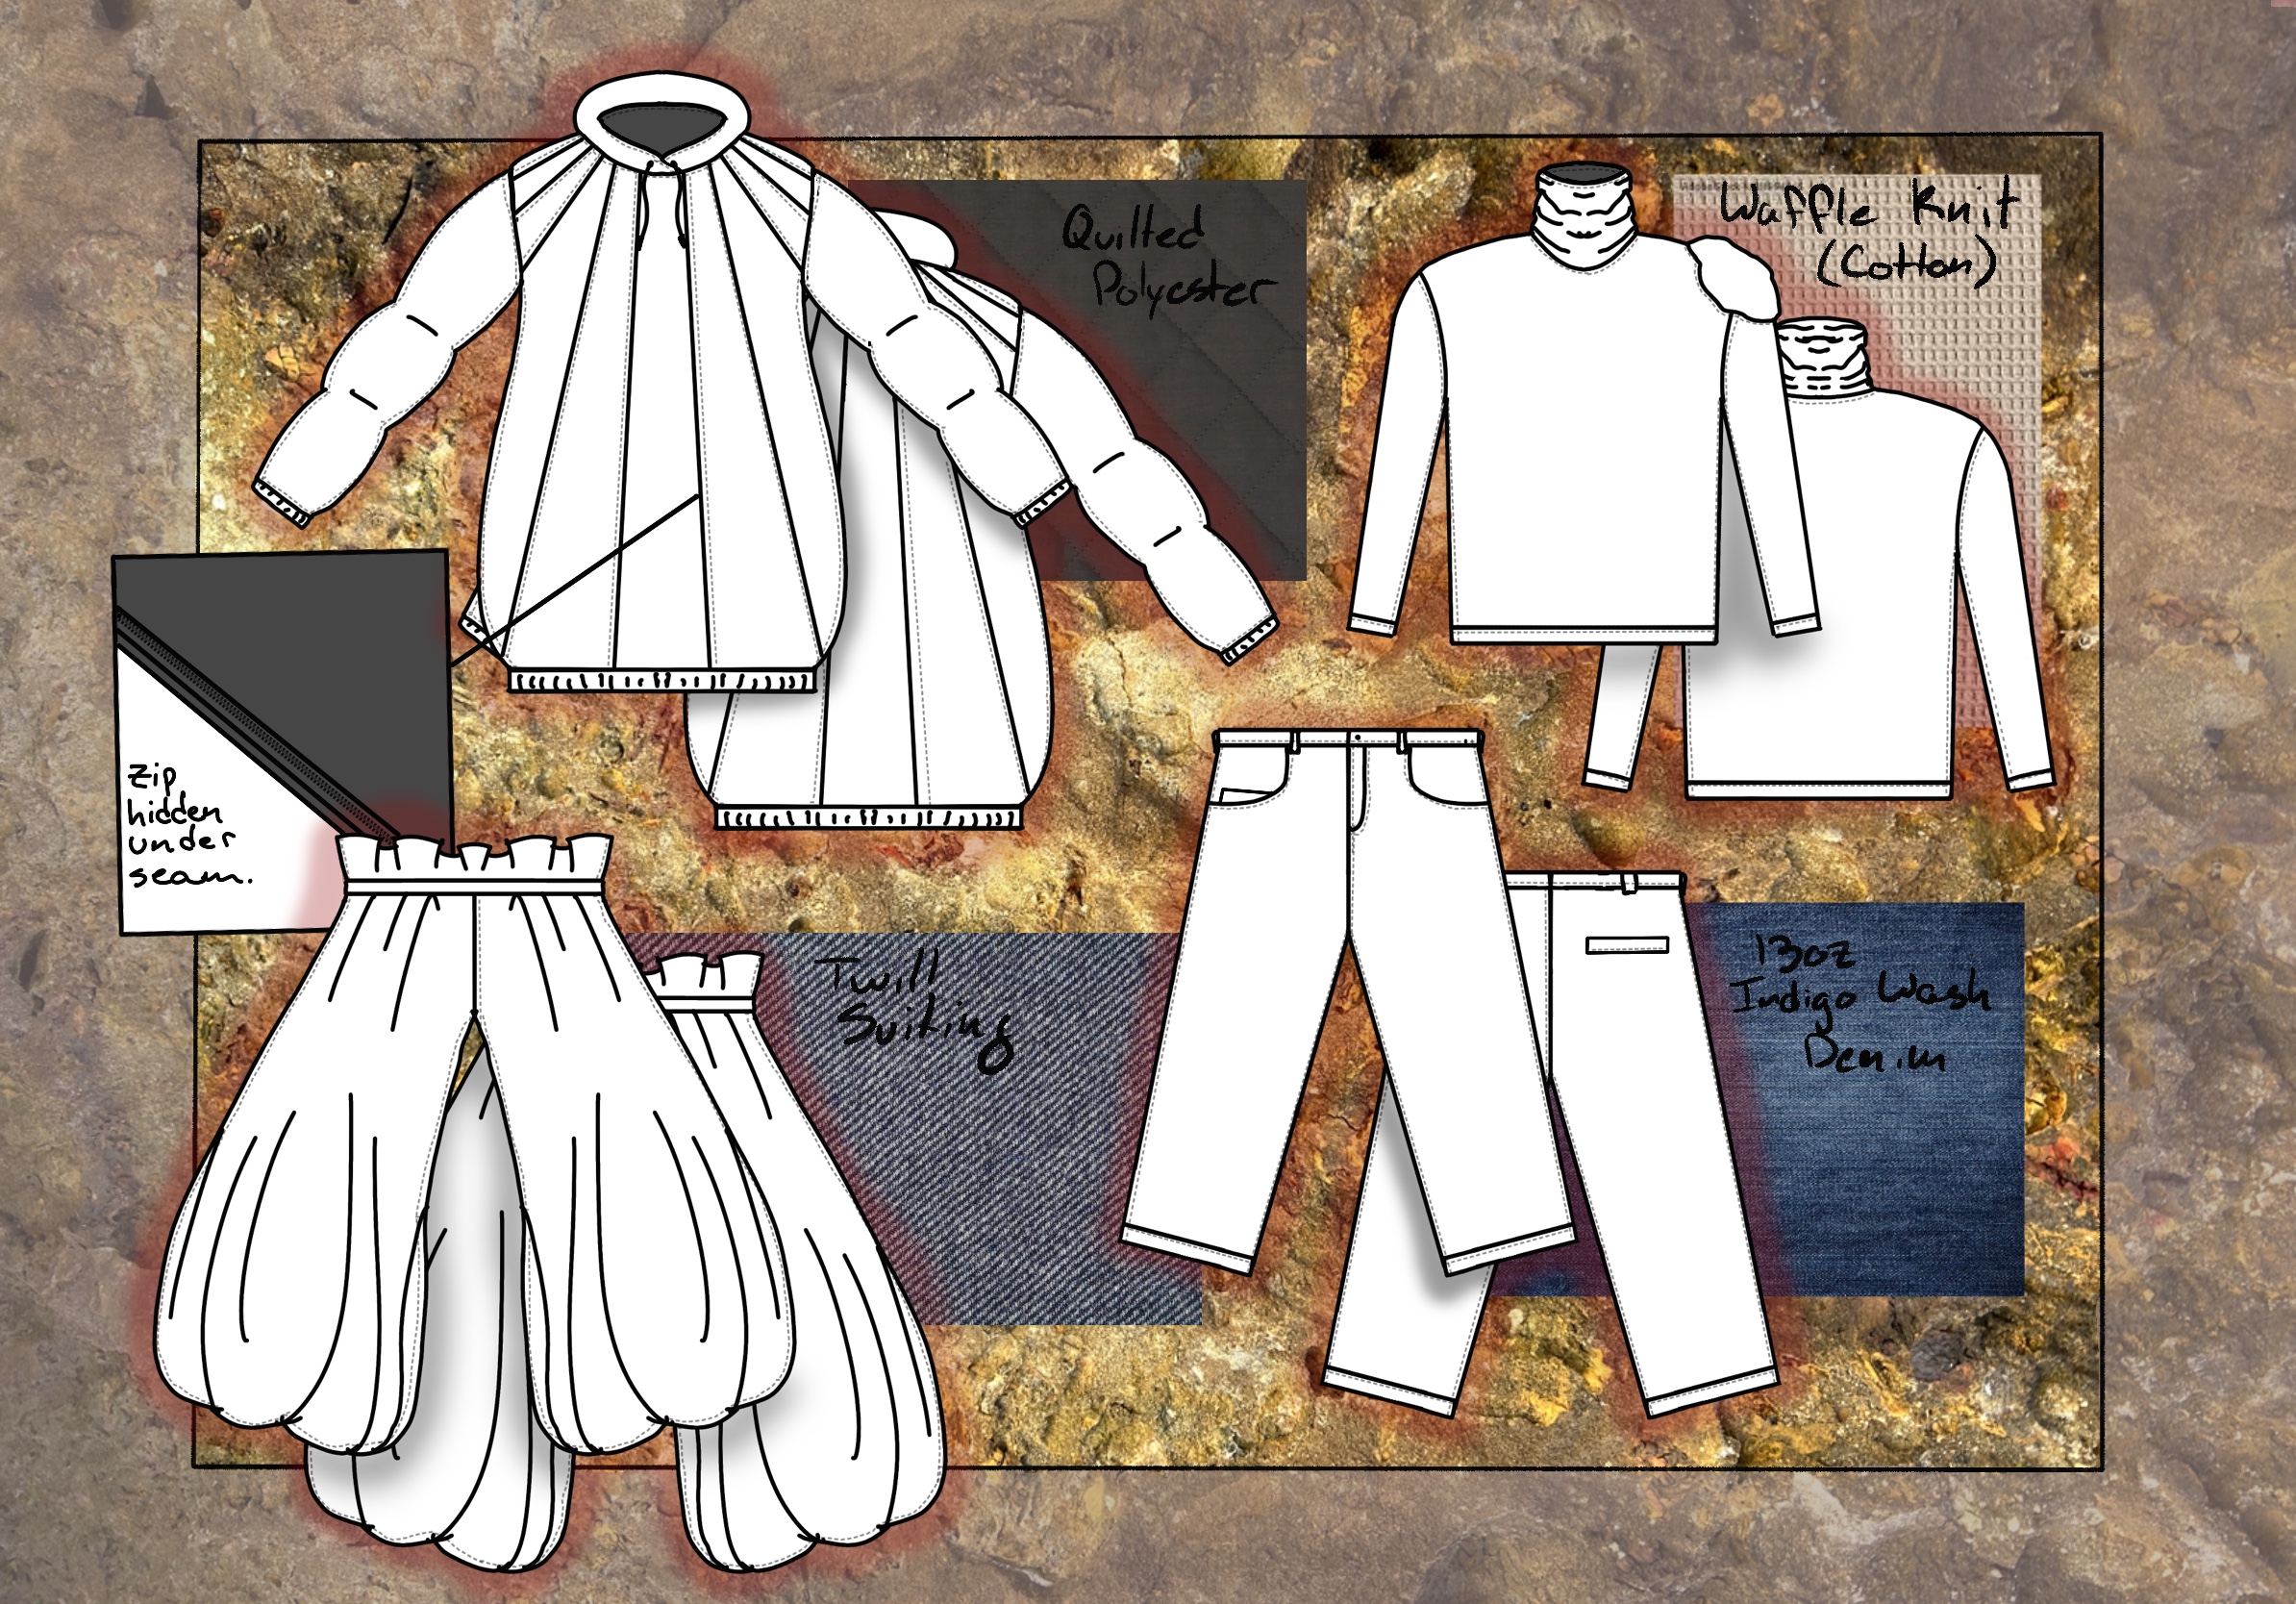 Quilted
Polyester
Waffle Knit
(Cotton)
Zip
hidden
under
seam.
Twill
Suiting
13oz
Indigo Wash
Denim